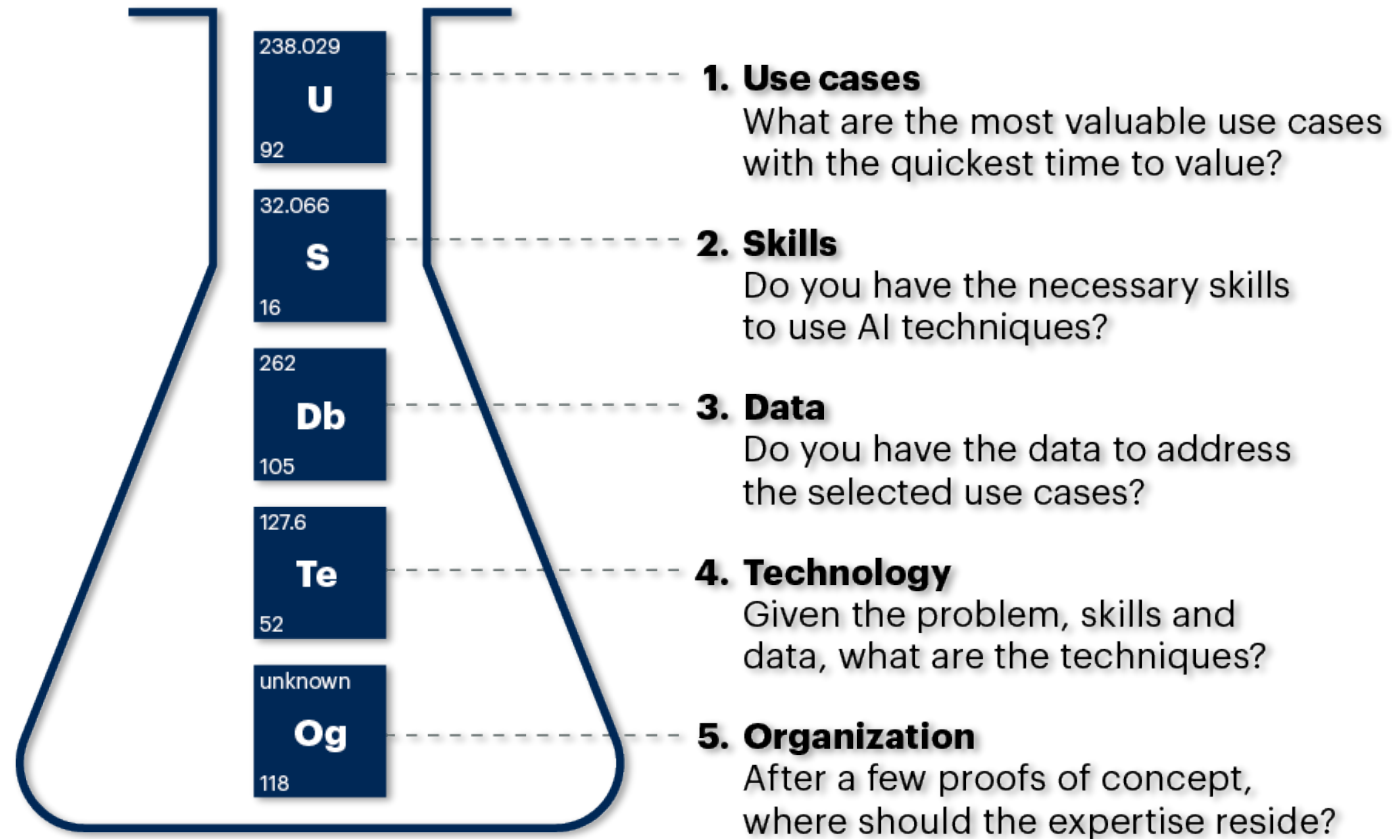 238.029
U
92
1. Use cases
What are the most valuable use cases
with the quickest time to value?
32.066
S
16
2. Skills
Do you have the necessary skills
to use AI techniques?
262
Db
105
3. Data
Do you have the data to address
the selected use cases?
127.6
Te
52
4. Technology
Given the problem, skills and
data, what are the techniques?
unknown
Og
118
5. Organization
After a few proofs of concept,
where should the expertise reside?